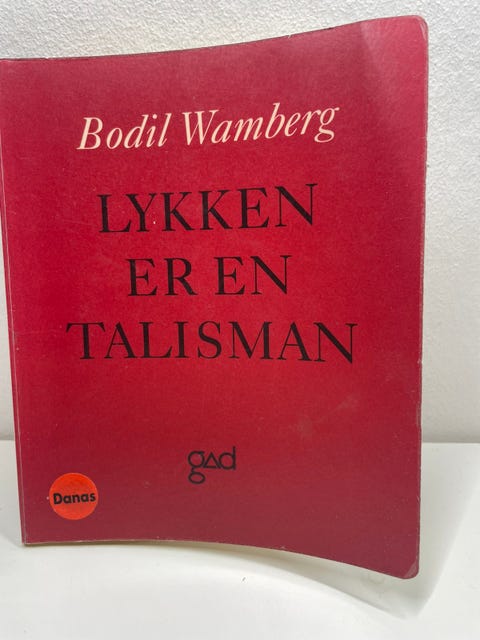 Bodil Wamberg
LYKKEN
ER EN
TALISMAN
gad
Danas